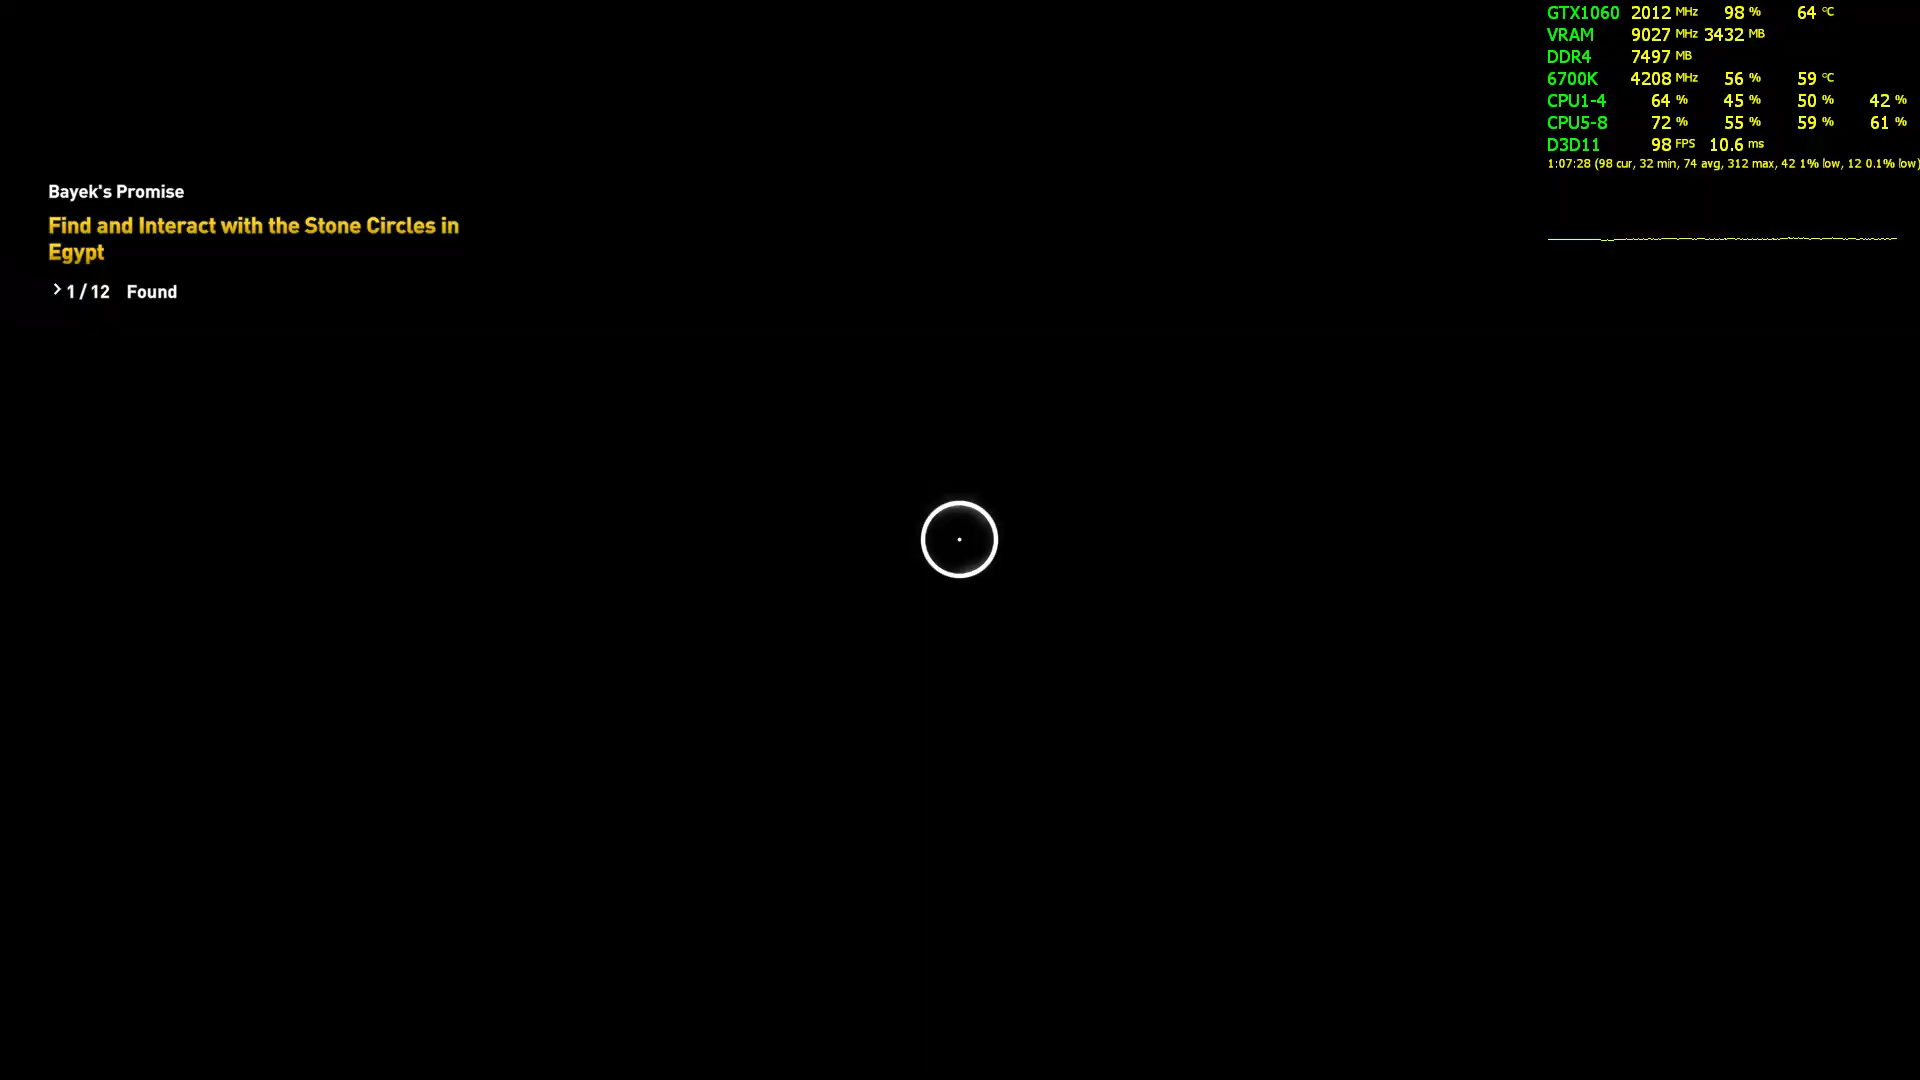 GTX1060 2012 MHz 98 % 64 °C
VRAM 9027 MHz 3432 MB
DDR4 7497 MB
6700K 4208 MHz 56 % 59 °C
CPU1-4 64 % 45 % 50 % 42 %
CPU5-8 72 % 55 % 59 % 61 %
D3D11 98 FPS 10.6 ms
1:07:28 (98 cur, 32 min, 74 avg, 312 max, 42 1% low, 12 0.1% low)
Bayek's Promise
Find and Interact with the Stone Circles in
Egypt
> 1 / 12 Found